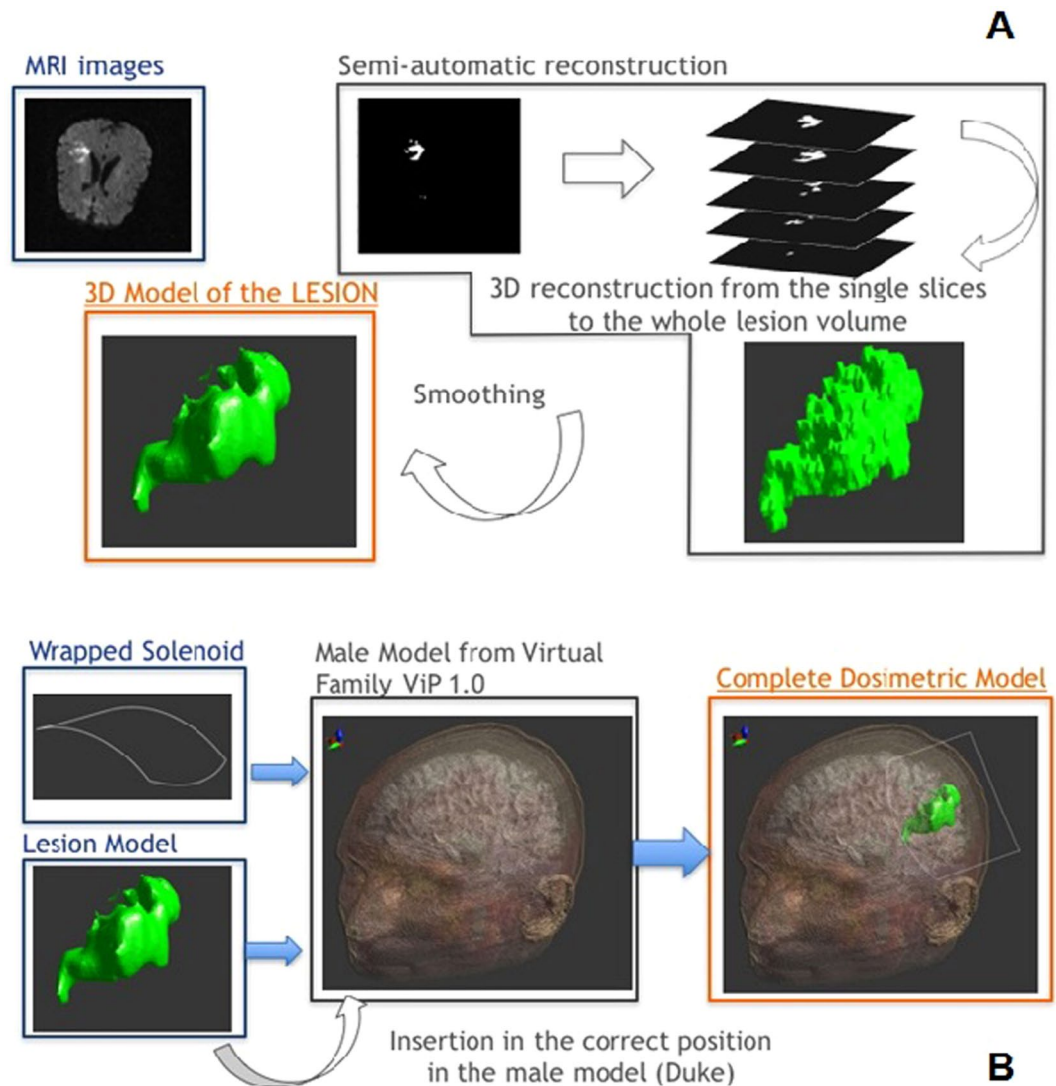 A
MRI images
Semi-automatic reconstruction
3D Model of the LESION
3D reconstruction from the single slices
to the whole lesion volume
Smoothing
Wrapped Solenoid
Male Model from Virtual
Family ViP 1.0
Complete Dosimetric Model
Lesion Model
Insertion in the correct position
in the male model (Duke)
B